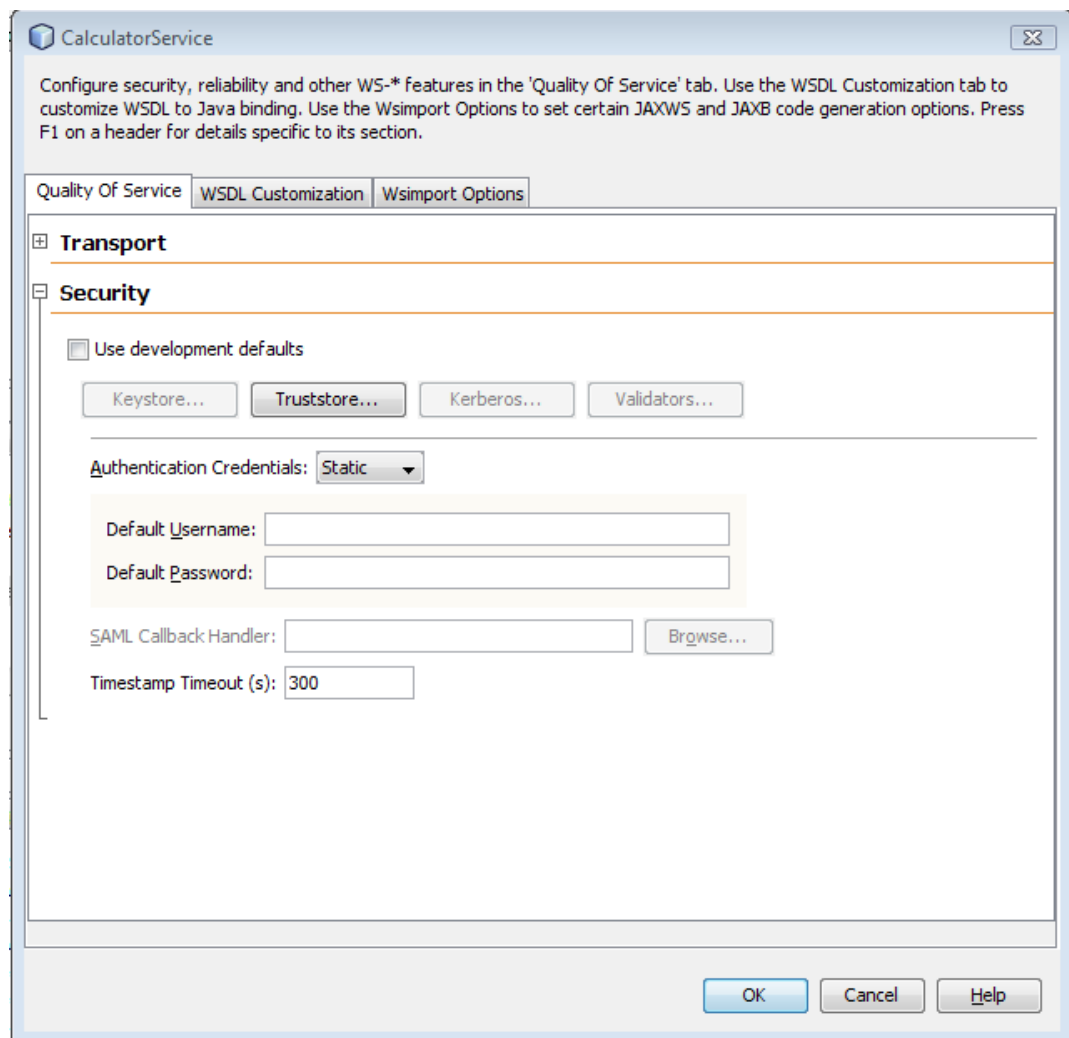 CalculatorService
Configure security, reliability and other WS-* features in the 'Quality Of Service' tab. Use the WSDL Customization tab to
customize WSDL to Java binding. Use the Wsimport Options to set certain JAXWS and JAXB code generation options. Press
F1 on a header for details specific to its section.
Quality Of Service WSDL Customization Wsimport Options
Transport
Security
Use development defaults
Keystore... Truststore... Kerberos... Validators...
Authentication Credentials: Static
Default Username:
Default Password:
SAML Callback Handler: Browse...
Timestamp Timeout (s): 300
OK Cancel Help